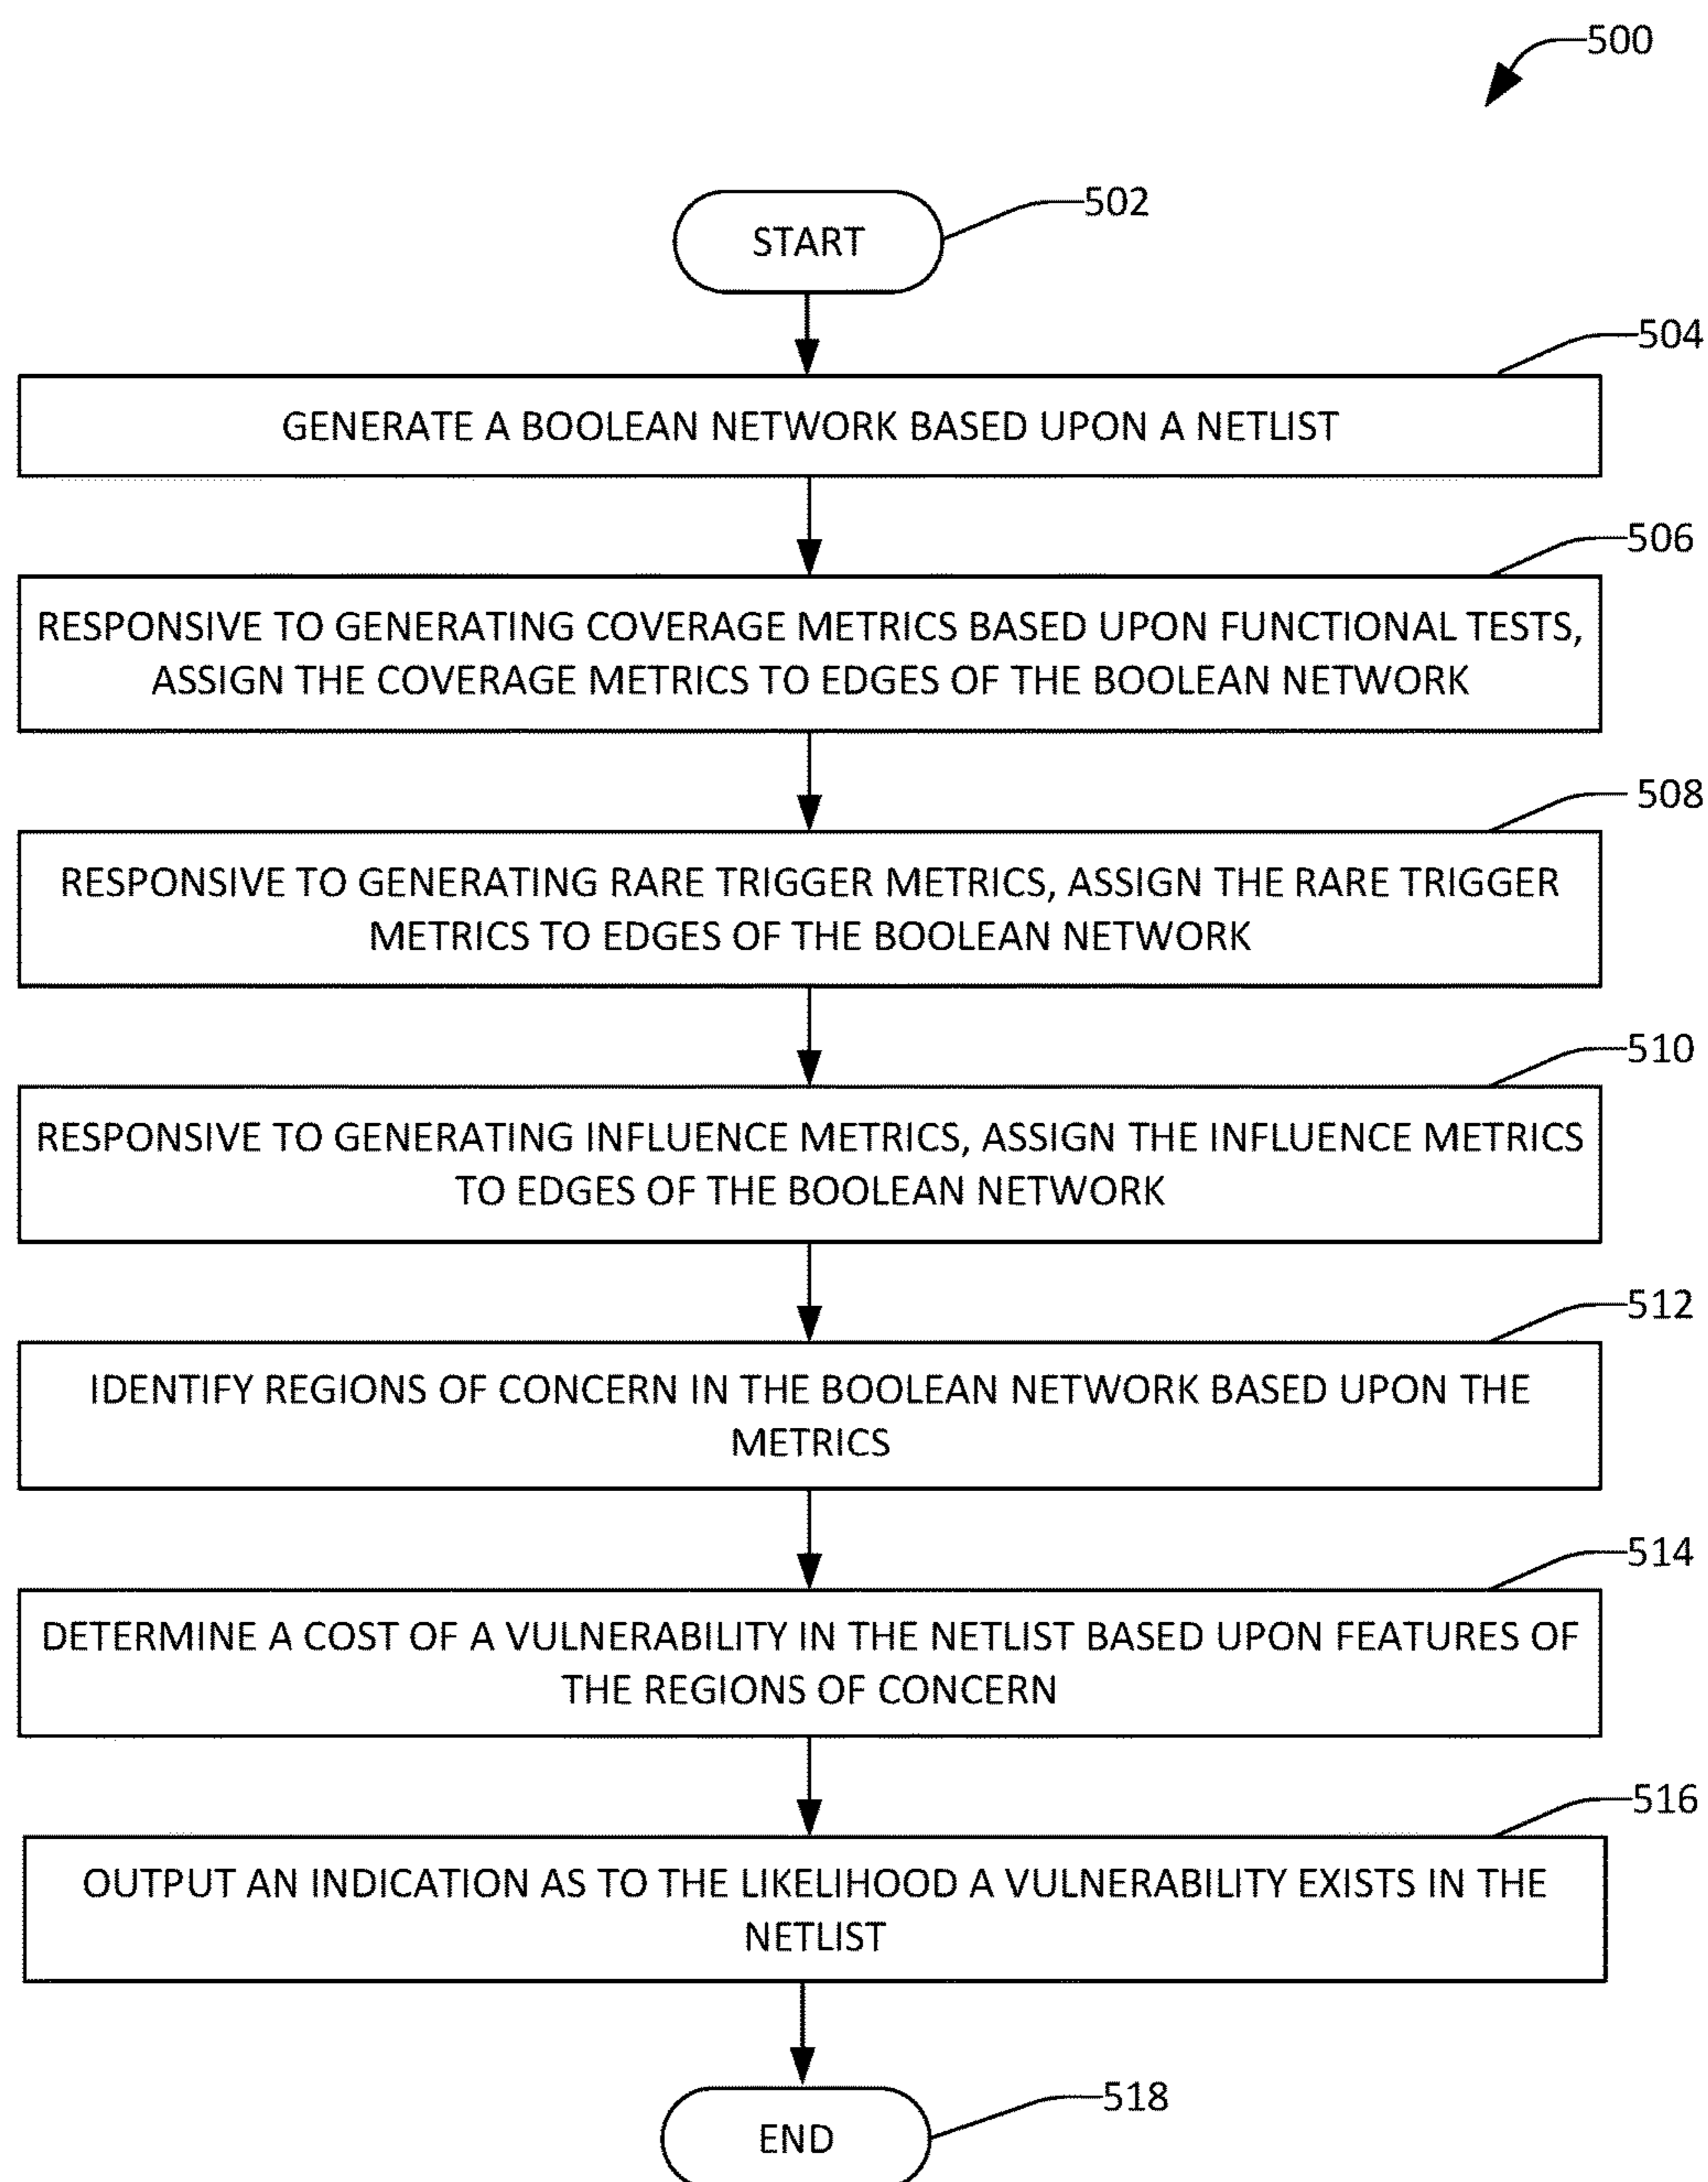 500
502
START
504
GENERATE A BOOLEAN NETWORK BASED UPON A NETLIST
506
RESPONSIVE TO GENERATING COVERAGE METRICS BASED UPON FUNCTIONAL TESTS,
ASSIGN THE COVERAGE METRICS TO EDGES OF THE BOOLEAN NETWORK
508
RESPONSIVE TO GENERATING RARE TRIGGER METRICS, ASSIGN THE RARE TRIGGER
METRICS TO EDGES OF THE BOOLEAN NETWORK
510
RESPONSIVE TO GENERATING INFLUENCE METRICS, ASSIGN THE INFLUENCE METRICS
TO EDGES OF THE BOOLEAN NETWORK
512
IDENTIFY REGIONS OF CONCERN IN THE BOOLEAN NETWORK BASED UPON THE
METRICS
514
DETERMINE A COST OF A VULNERABILITY IN THE NETLIST BASED UPON FEATURES OF
THE REGIONS OF CONCERN
516
OUTPUT AN INDICATION AS TO THE LIKELIHOOD A VULNERABILITY EXISTS IN THE
NETLIST
518
END